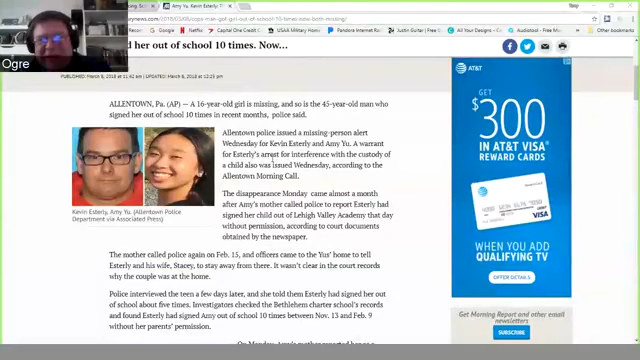 Amy Yu, Kevin Esterly: T
Ogre
d her out of school 10 times. Now...
PUBLISHED: March 8, 2018 at 11:42 am | UPDATED: March 8, 2018 at 12:23 pm
ALLENTOWN, Pa. (AP) — A 16-year-old girl is missing, and so is the 45-year-old man who
signed her out of school 10 times in recent months, police said.
Allentown police issued a missing-person alert
Wednesday for Kevin Esterly and Amy Yu. A warrant
for Esterly's arrest for interference with the custody of
a child also was issued Wednesday, according to the
Allentown Morning Call.
The disappearance Monday came almost a month
after Amy's mother called police to report Esterly had
signed her child out of Lehigh Valley Academy that day
without permission, according to court documents
obtained by the newspaper.
Kevin Esterly, Amy Yu. (Allentown Police
Department via Associated Press)
The mother called police again on Feb. 15, and officers came to the Yus' home to tell
Esterly and his wife, Stacey, to stay away from there. It wasn't clear in the court records
why the couple was at the home.
Police interviewed the teen a few days later, and she told them Esterly had signed her out
of school about five times. Investigators checked the Bethlehem charter school's records
and found Esterly had signed Amy out of school 10 times between Nov. 13 and Feb. 9
without her parents' permission.
On Monday, Amy's mother reported her as a
AT&T
GET
$300
IN AT&T VISA®
REWARD CARDS
AT&T
VISA
WHEN YOU ADD
QUALIFYING TV
OFFER DETAILS
Get Morning Report and other email
newsletters
SUBSCRIBE